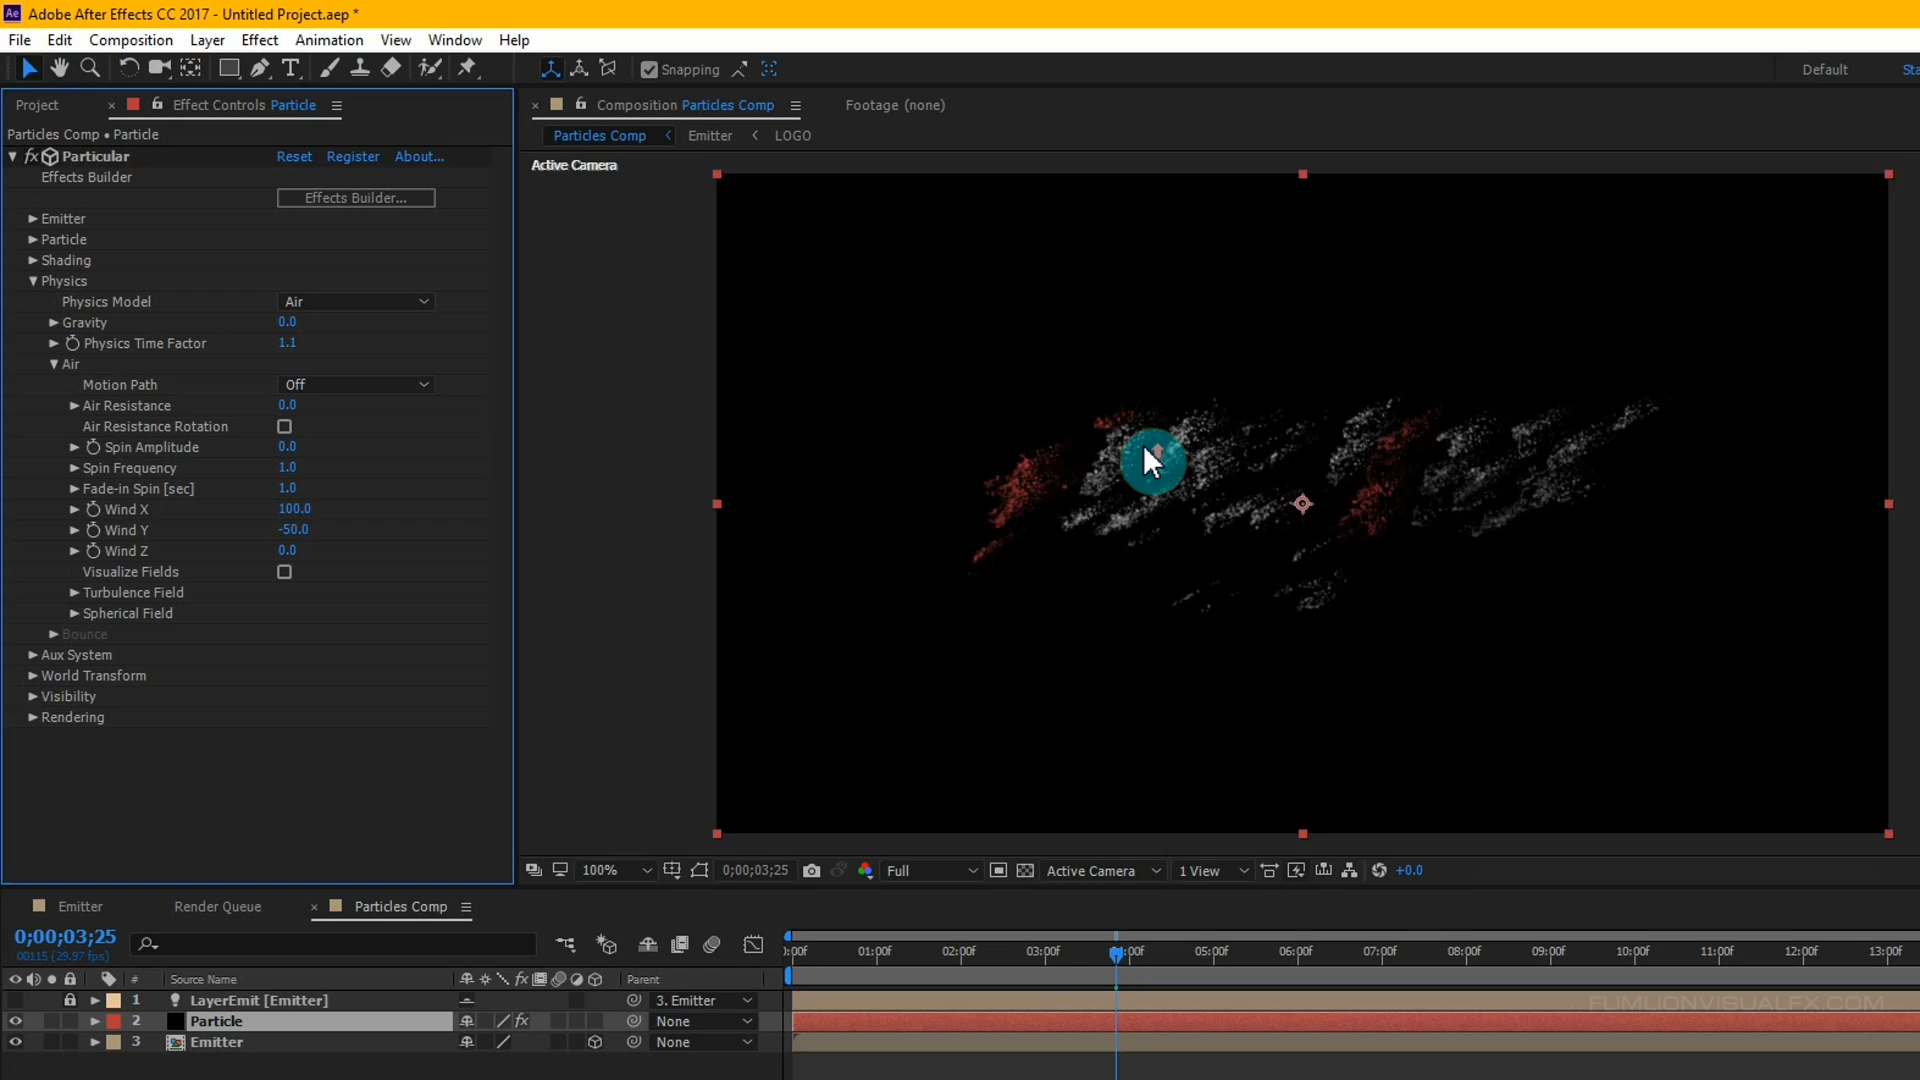 Adobe After Effects CC 2017 - Untitled Project.aep *
File Edit Composition Layer Effect Animation View Window Help
Snapping Default Sta
Project × Effect Controls Particle × Composition Particles Comp Footage (none)
Particles Comp • Particle
Particles Comp < Emitter < LOGO
fx Particular Reset Register About...
Active Camera
Effects Builder
Effects Builder...
Emitter
Particle
Shading
Physics
Physics Model Air
Gravity 0.0
Physics Time Factor 1.1
Air
Motion Path Off
Air Resistance 0.0
Air Resistance Rotation
Spin Amplitude 0.0
Spin Frequency 1.0
Fade-in Spin [sec] 1.0
Wind X 100.0
Wind Y -50.0
Wind Z 0.0
Visualize Fields
Turbulence Field
Spherical Field
Bounce
Aux System
World Transform
Visibility
Rendering
100% 0;00;03;25 Full Active Camera 1 View +0.0
Emitter Render Queue × Particles Comp
0;00;03;25
00115 (29.97 fps)
:00f 01:00f 02:00f 03:00f :00f 05:00f 06:00f 07:00f 08:00f 09:00f 10:00f 11:00f 12:00f 13:00f
# Source Name fx Parent
1 LayerEmit [Emitter] 3. Emitter
2 Particle fx None
3 Emitter None
FLIMLIONVISUALFX.COM